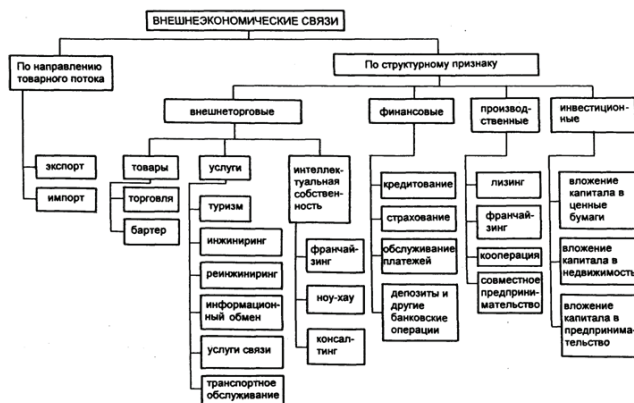 ВНЕШНЕЭКОНОМИЧЕСКИЕ СВЯЗИ
По направлению
товарного потока
По структурному признаку
внешнеторговые
финансовые
производ-
ственные
инвестицион-
ные
экспорт
импорт
товары
торговля
бартер
услуги
туризм
инжиниринг
реинжиниринг
информацион-
ный обмен
услуги связи
транспортное
обслуживание
интеллек-
туальная
собствен-
ность
франчай-
зинг
ноу-хау
консал-
тинг
кредитование
страхование
обслуживание
платежей
депозиты и
другие
банковские
операции
лизинг
франчай-
зинг
кооперация
совместное
предприни-
мательство
вложение
капитала в
ценные
бумаги
вложение
капитала в
недвижимость
вложение
капитала в
предпринима-
тельство